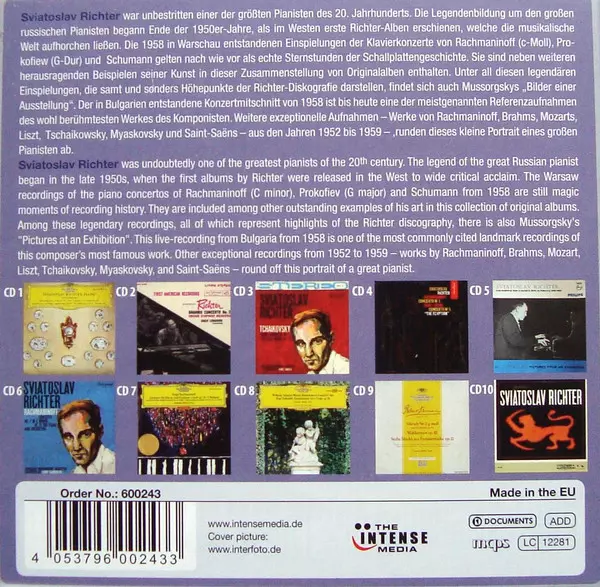 Sviatoslav Richter war unbestritten einer der größten Pianisten des 20. Jahrhunderts. Die Legendenbildung um den großen
russischen Pianisten begann Ende der 1950er-Jahre, als im Westen erste Richter-Alben erschienen, welche die musikalische
Welt aufhorchen ließen. Die 1958 in Warschau entstandenen Einspielungen der Klavierkonzerte von Rachmaninoff (c-Moll), Pro-
kofiew (G-Dur) und Schumann gelten nach wie vor als echte Sternstunden der Schallplattengeschichte. Sie sind neben weiteren
herausragenden Beispielen seiner Kunst in dieser Zusammenstellung von Originalalben enthalten. Unter all diesen legendären
Einspielungen, die samt und sonders Höhepunkte der Richter-Diskografie darstellen, findet sich auch Mussorgskys „Bilder einer
Ausstellung". Der in Bulgarien entstandene Konzertmitschnitt von 1958 ist bis heute eine der meistgenannten Referenzaufnahmen
des wohl berühmtesten Werkes des Komponisten. Weitere exzeptionelle Aufnahmen – Werke von Rachmaninoff, Brahms, Mozarts,
Liszt, Tschaikowsky, Myaskovsky und Saint-Saëns – aus den Jahren 1952 bis 1959 – ‚runden dieses kleine Portrait eines großen
Pianisten ab.
Sviatoslav Richter was undoubtedly one of the greatest pianists of the 20th century. The legend of the great Russian pianist
began in the late 1950s, when the first albums by Richter were released in the West to wide critical acclaim. The Warsaw
recordings of the piano concertos of Rachmaninoff (C minor), Prokofiev (G major) and Schumann from 1958 are still magic
moments of recording history. They are included among other outstanding examples of his art in this collection of original albums.
Among these legendary recordings, all of which represent highlights of the Richter discography, there is also Mussorgsky's
"Pictures at an Exhibition". This live-recording from Bulgaria from 1958 is one of the most commonly cited landmark recordings of
this composer's most famous work. Other exceptional recordings from 1952 to 1959 – works by Rachmaninoff, Brahms, Mozart,
Liszt, Tchaikovsky, Myaskovsky, and Saint-Saëns – round off this portrait of a great pianist.
CD 1
CD 2
FIRST AMERICAN RECORDING
Richter
CD 3
STEREO
SVIATOSLAV
RICHTER
TCHAIKOVSKY
CD 4
CD 5
SVIATOSLAV RICHTER
PHILIPS
CD 6
SVIATOSLAV
RICHTER
CD 7
CD 8
CD 9
CD10
SVIATOSLAV RICHTER
Order No.: 600243
Made in the EU
4 053796 002433
www.intensemedia.de
Cover picture:
www.interfoto.de
THE
INTENSE
MEDIA
DOCUMENTS
ADD
mcps
LC 12281